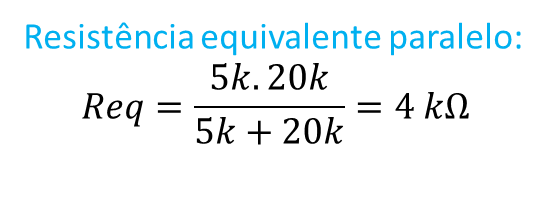 Resistência equivalente paralelo:
Req = 5k. 20k / 5k + 20k = 4 kΩ